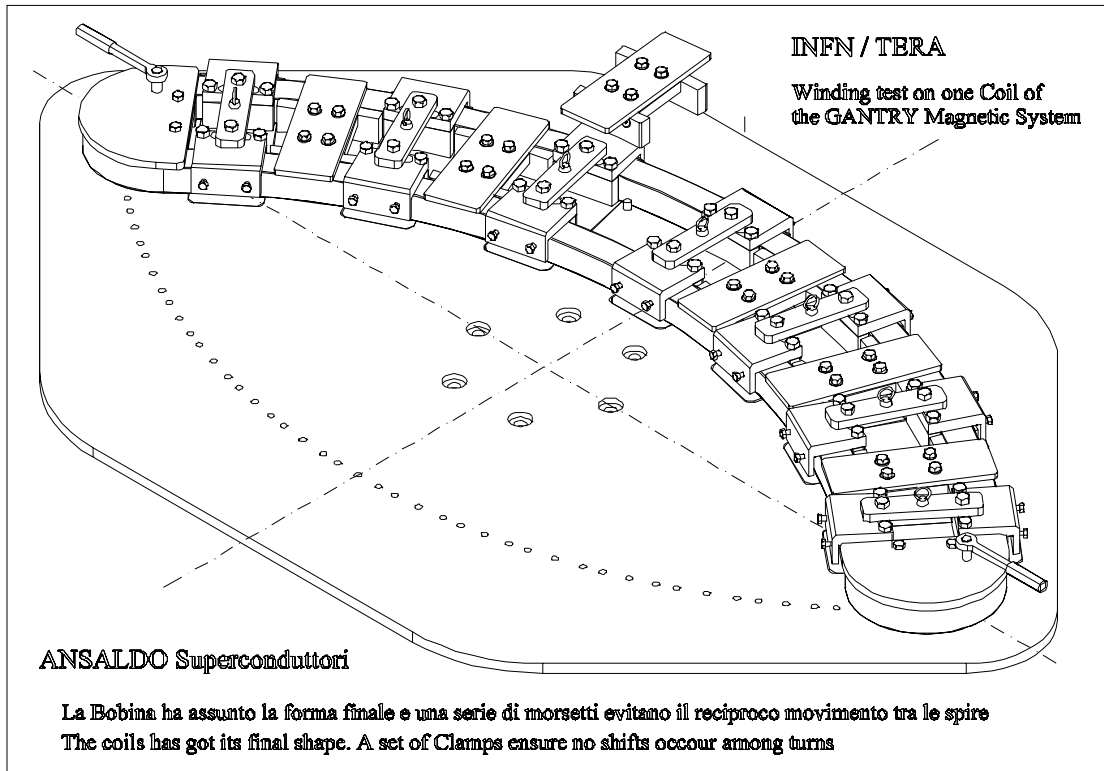 INFN / TERA
Winding test on one Coil of
the GANTRY Magnetic System
ANSALDO Superconduttori
La Bobina ha assunto la forma finale e una serie di morsetti evitano il reciproco movimento tra le spire
The coils has got its final shape. A set of Clamps ensure no shifts occour among turns